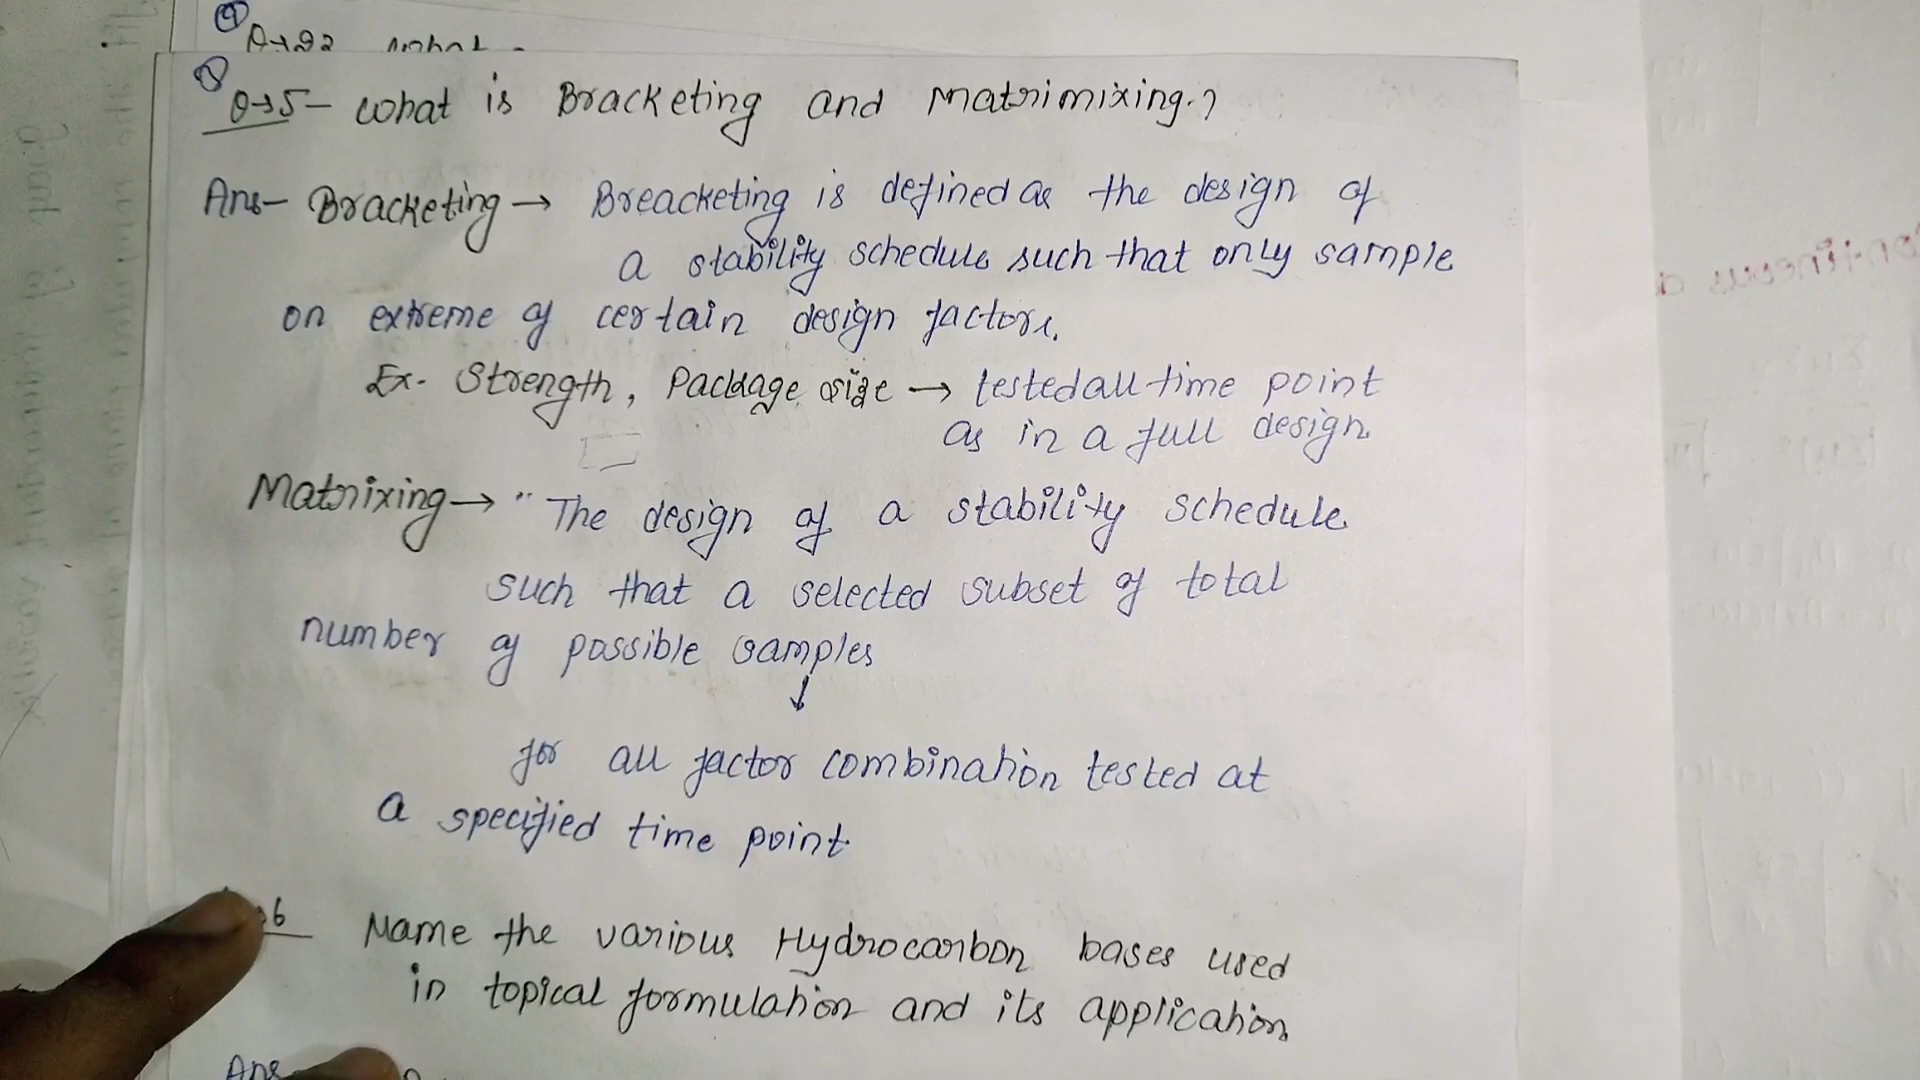 Q→5- What is Bracketing and Matrimixing.?
Ans- Bracketing → Breacketing is defined as the design of
a stability schedule such that only sample
on extreme of certain design factors.
Ex- Strength, Package size → tested all time point
as in a full design
Matrixing → "The design of a stability schedule
such that a selected subset of total
number of possible samples
↓
for all factor combination tested at
a specified time point.
6 Name the various Hydrocarbon bases used
in topical formulation and its application
Ans